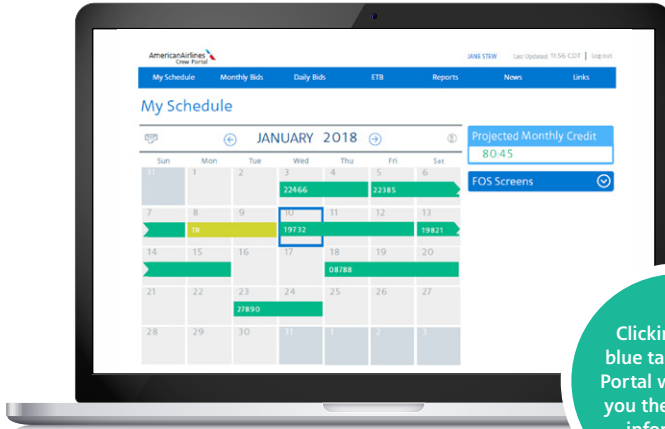 AmericanAirlines
Crew Portal
JANE STEW Last Updated: 11:56 CDT | Log out
My Schedule Monthly Bids Daily Bids ETB Reports News Links
My Schedule
JANUARY 2018
Projected Monthly Credit
80:45
FOS Screens
Sun Mon Tue Wed Thu Fri Sat
31 1 2 3 4 5 6
22466 22385
7 8 9 10 11 12 13
19732 19821
14 15 16 17 18 19 20
08788
21 22 23 24 25 26 27
27890
28 29 30 31 1 2 3
blue
Portal
you